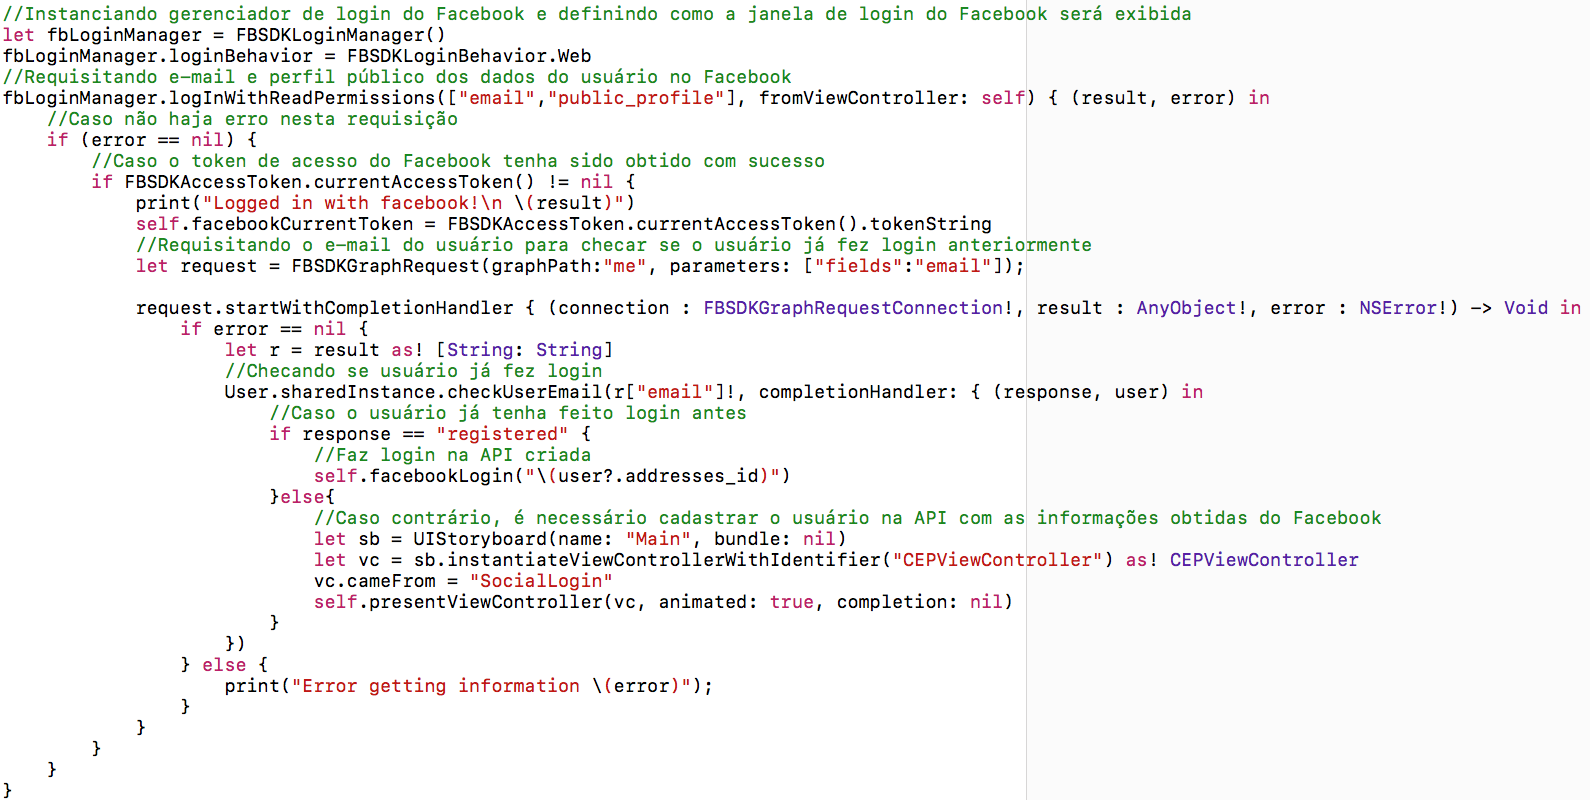 //Instanciando gerenciador de login do Facebook e definindo como a janela de login do Facebook será exibida
let fbLoginManager = FBSDKLoginManager()
fbLoginManager.loginBehavior = FBSDKLoginBehavior.Web
//Requisitando e-mail e perfil público dos dados do usuário no Facebook
fbLoginManager.logInWithReadPermissions(["email","public_profile"], fromViewController: self) { (result, error) in
    //Caso não haja erro nesta requisição
    if (error == nil) {
        //Caso o token de acesso do Facebook tenha sido obtido com sucesso
        if FBSDKAccessToken.currentAccessToken() != nil {
            print("Logged in with facebook!\n \(result)")
            self.facebookCurrentToken = FBSDKAccessToken.currentAccessToken().tokenString
            //Requisitando o e-mail do usuário para checar se o usuário já fez login anteriormente
            let request = FBSDKGraphRequest(graphPath:"me", parameters: ["fields":"email"]);

            request.startWithCompletionHandler { (connection : FBSDKGraphRequestConnection!, result : AnyObject!, error : NSError!) -> Void in
                if error == nil {
                    let r = result as! [String: String]
                    //Checando se usuário já fez login
                    User.sharedInstance.checkUserEmail(r["email"]!, completionHandler: { (response, user) in
                        //Caso o usuário já tenha feito login antes
                        if response == "registered" {
                            //Faz login na API criada
                            self.facebookLogin("\(user?.addresses_id)")
                        }else{
                            //Caso contrário, é necessário cadastrar o usuário na API com as informações obtidas do Facebook
                            let sb = UIStoryboard(name: "Main", bundle: nil)
                            let vc = sb.instantiateViewControllerWithIdentifier("CEPViewController") as! CEPViewController
                            vc.cameFrom = "SocialLogin"
                            self.presentViewController(vc, animated: true, completion: nil)
                        }
                    })
                } else {
                    print("Error getting information \(error)");
                }
            }
        }
    }
}